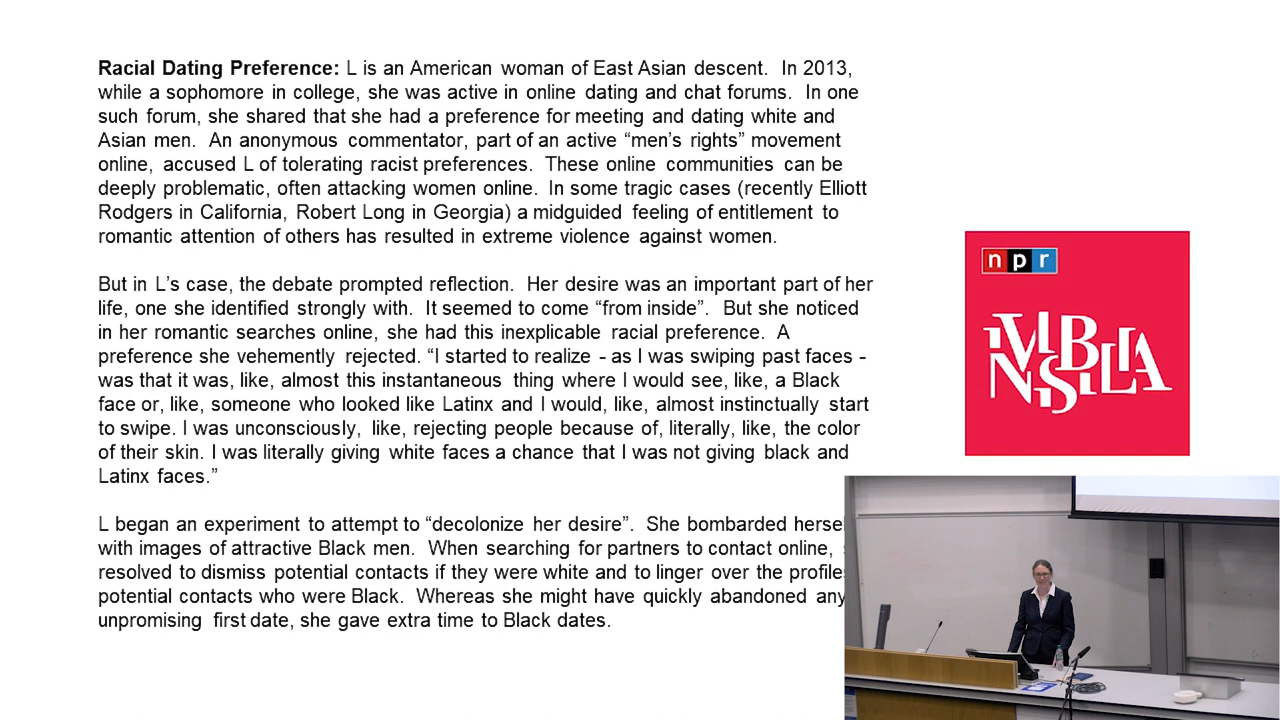 Racial Dating Preference: L is an American woman of East Asian descent. In 2013,
while a sophomore in college, she was active in online dating and chat forums. In one
such forum, she shared that she had a preference for meeting and dating white and
Asian men. An anonymous commentator, part of an active “men’s rights” movement
online, accused L of tolerating racist preferences. These online communities can be
deeply problematic, often attacking women online. In some tragic cases (recently Elliott
Rodgers in California, Robert Long in Georgia) a midguided feeling of entitlement to
romantic attention of others has resulted in extreme violence against women.
But in L’s case, the debate prompted reflection. Her desire was an important part of her
life, one she identified strongly with. It seemed to come “from inside”. But she noticed
in her romantic searches online, she had this inexplicable racial preference. A
preference she vehemently rejected. “I started to realize - as I was swiping past faces -
was that it was, like, almost this instantaneous thing where I would see, like, a Black
face or, like, someone who looked like Latinx and I would, like, almost instinctually start
to swipe. I was unconsciously, like, rejecting people because of, literally, like, the color
of their skin. I was literally giving white faces a chance that I was not giving black and
Latinx faces.”
L began an experiment to attempt to “decolonize her desire”. She bombarded hersel
with images of attractive Black men. When searching for partners to contact online,
resolved to dismiss potential contacts if they were white and to linger over the profile
potential contacts who were Black. Whereas she might have quickly abandoned any
unpromising first date, she gave extra time to Black dates.
npr
INVISIBILIA